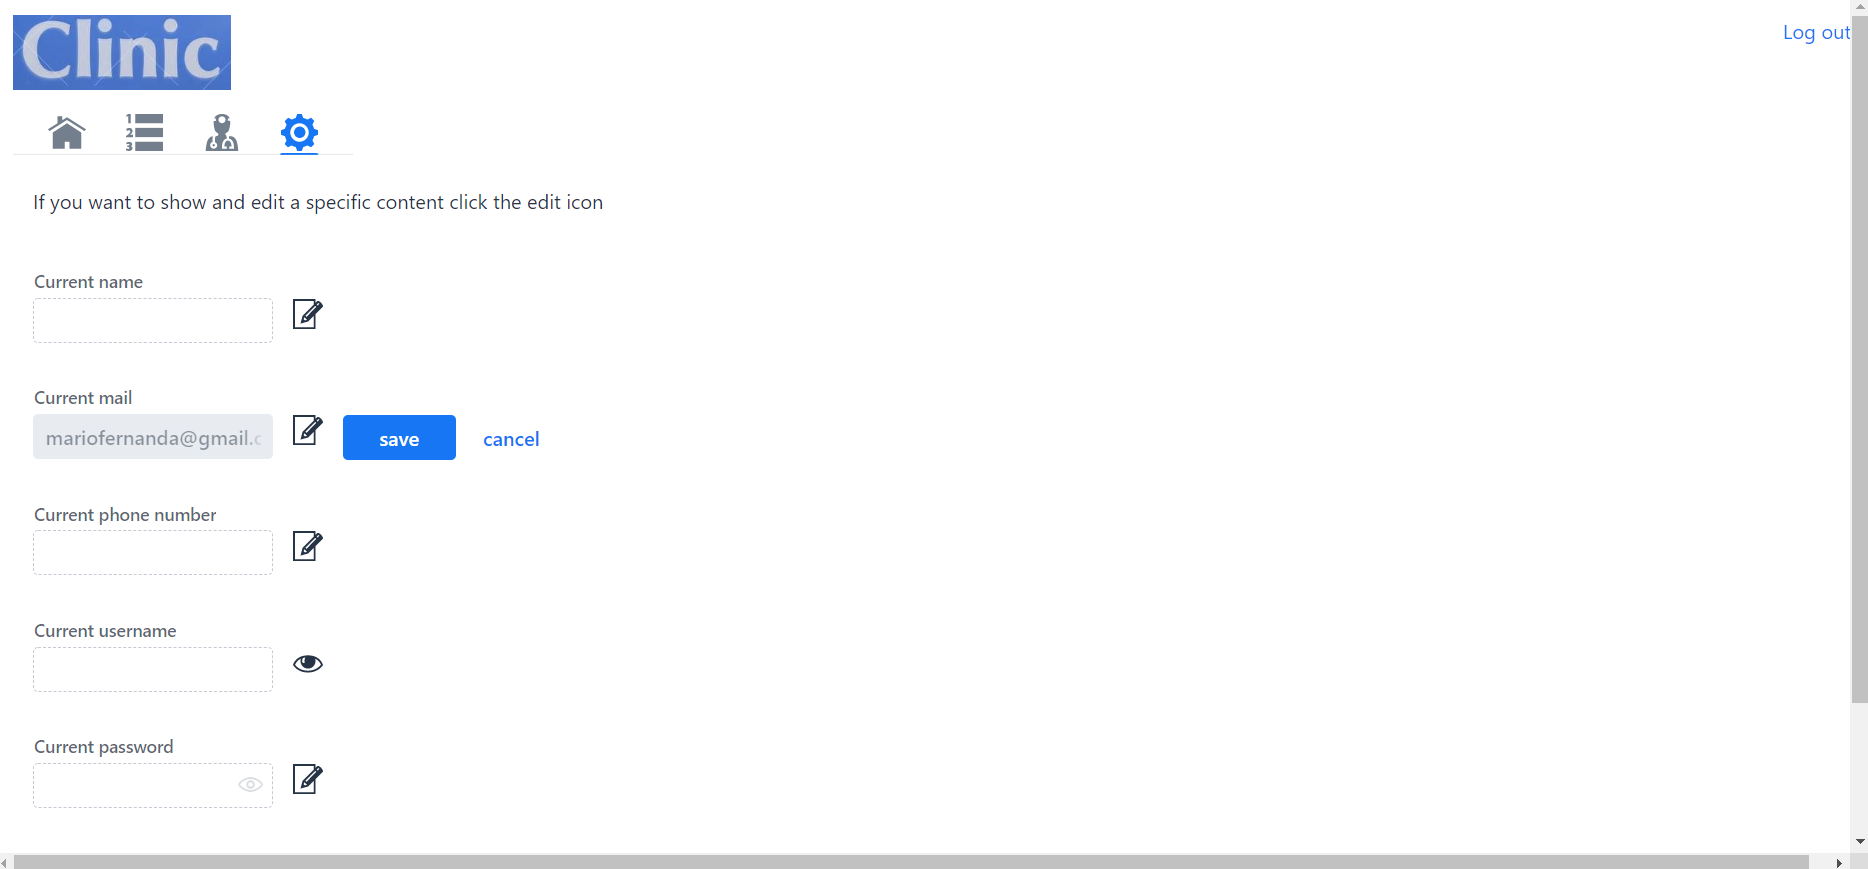 Clinic
Log out
1
2
3
If you want to show and edit a specific content click the edit icon
Current name
Current mail
mariofernanda@gmail.c
save
cancel
Current phone number
Current username
Current password